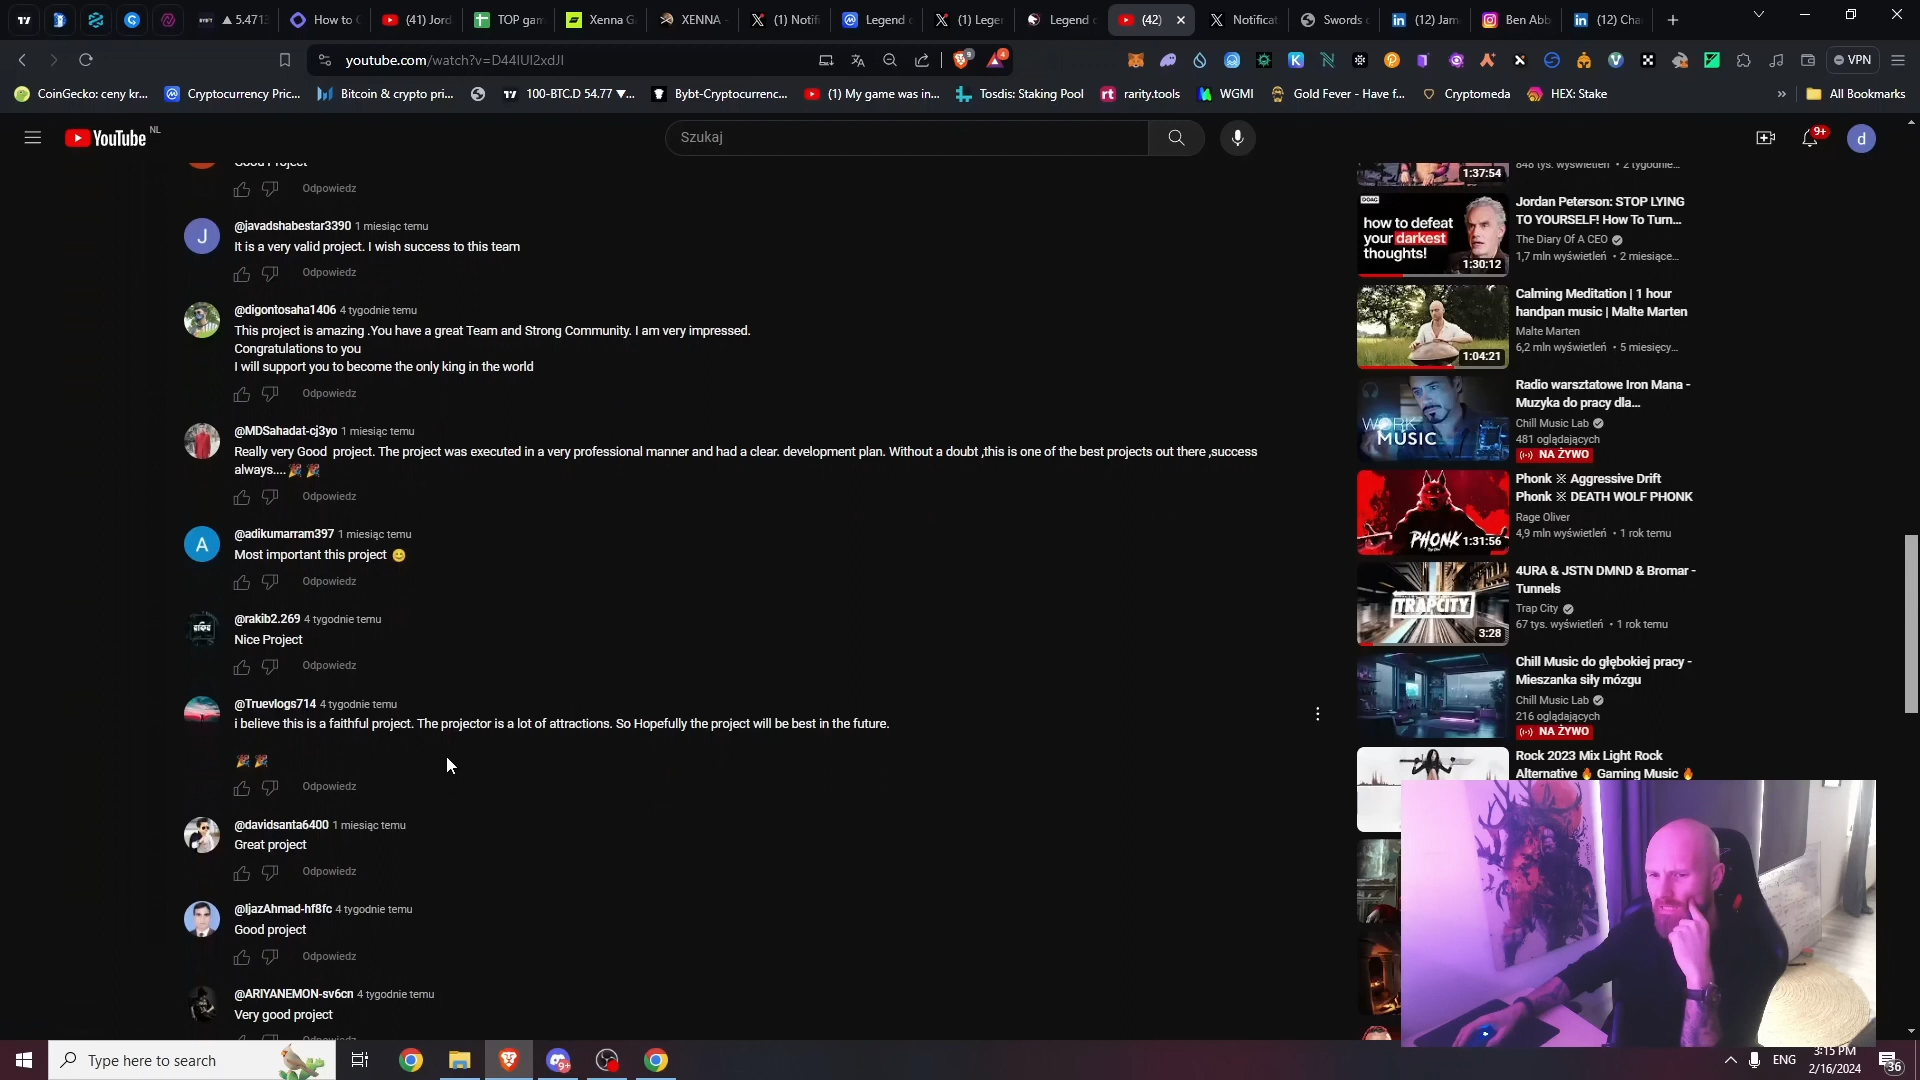 5.4713
How to
(41) Jord
TOP gam
Xenna G
XENNA -
(1) Notifi
Legend
(1) Leger
Legend
(42)
Notificat
Swords
(12) Jam
Ben Abb
(12) Cha
youtube.com/watch?v=D44IUI2xdJI
VPN
CoinGecko: ceny kr...
Cryptocurrency Pric...
Bitcoin & crypto pri...
100-BTC.D 54.77 ▼...
Bybt-Cryptocurrenc...
(1) My game was in...
Tosdis: Staking Pool
rarity.tools
WGMI
Gold Fever - Have f...
Cryptomeda
HEX: Stake
All Bookmarks
YouTube NL
Szukaj
9+
d
Good Project
Odpowiedz
J
@javadshabestar3390 1 miesiąc temu
It is a very valid project. I wish success to this team
Odpowiedz
@digontosaha1406 4 tygodnie temu
This project is amazing .You have a great Team and Strong Community. I am very impressed.
Congratulations to you
I will support you to become the only king in the world
Odpowiedz
@MDSahadat-cj3yo 1 miesiąc temu
Really very Good project. The project was executed in a very professional manner and had a clear. development plan. Without a doubt ,this is one of the best projects out there ,success
always....🎉 🎉
Odpowiedz
A
@adikumarram397 1 miesiąc temu
Most important this project 😊
Odpowiedz
@rakib2.269 4 tygodnie temu
Nice Project
Odpowiedz
@Truevlogs714 4 tygodnie temu
i believe this is a faithful project. The projector is a lot of attractions. So Hopefully the project will be best in the future.
🎉 🎉
Odpowiedz
@davidsanta6400 1 miesiąc temu
Great project
Odpowiedz
@IjazAhmad-hf8fc 4 tygodnie temu
Good project
Odpowiedz
@ARIYANEMON-sv6cn 4 tygodnie temu
Very good project
Odpowiedz
1:37:54
848 tys. wyświetleń • 2 tygodnie...
DOAC
how to defeat
your darkest
thoughts!
1:30:12
Jordan Peterson: STOP LYING
TO YOURSELF! How To Turn...
The Diary Of A CEO
1,7 mln wyświetleń • 2 miesiące...
1:04:21
Calming Meditation | 1 hour
handpan music | Malte Marten
Malte Marten
6,2 mln wyświetleń • 5 miesięcy...
WORK
MUSIC
Radio warsztatowe Iron Mana -
Muzyka do pracy dla...
Chill Music Lab
481 oglądających
NA ŻYWO
PHONK
1:31:56
Phonk ※ Aggressive Drift
Phonk ※ DEATH WOLF PHONK
Rage Oliver
4,9 mln wyświetleń • 1 rok temu
TRAPCITY
3:28
4URA & JSTN DMND & Bromar -
Tunnels
Trap City
67 tys. wyświetleń • 1 rok temu
Chill Music do głębokiej pracy -
Mieszanka siły mózgu
Chill Music Lab
216 oglądających
NA ŻYWO
Rock 2023 Mix Light Rock
Alternative 🔥 Gaming Music 🔥
Type here to search
9+
ENG
3:15 PM
2/16/2024
36